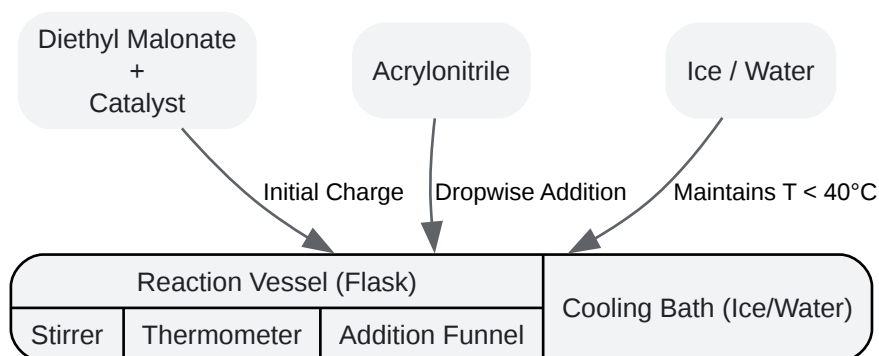 Diethyl Malonate
+
Catalyst
Acrylonitrile
Ice / Water
Initial Charge
Dropwise Addition
Maintains T < 40°C
Reaction Vessel (Flask)
Cooling Bath (Ice/Water)
Stirrer
Thermometer
Addition Funnel